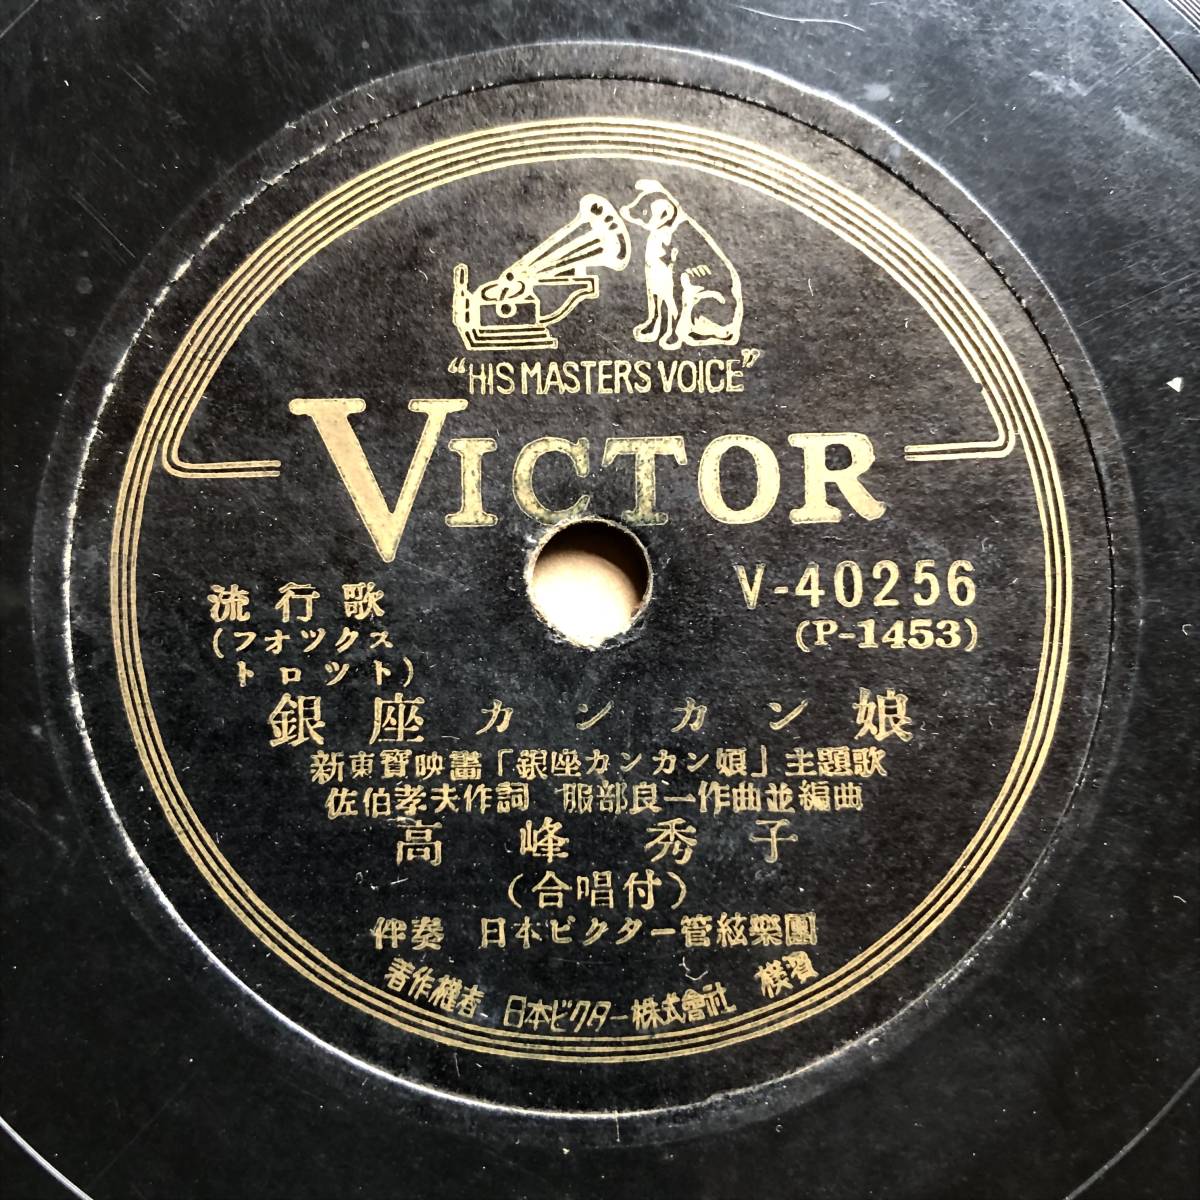 "HIS MASTERS VOICE"
VICTOR
V-40256
(P-1453)
流行歌
(フオツクス
トロツト)
銀座カンカン娘
新東寶映畫「銀座カンカン娘」主題歌
佐伯孝夫作詞 服部良一作曲並編曲
高峰秀子
(合唱付)
伴奏 日本ビクター管絃樂團
著作権者 日本ビクター株式會社 横濱